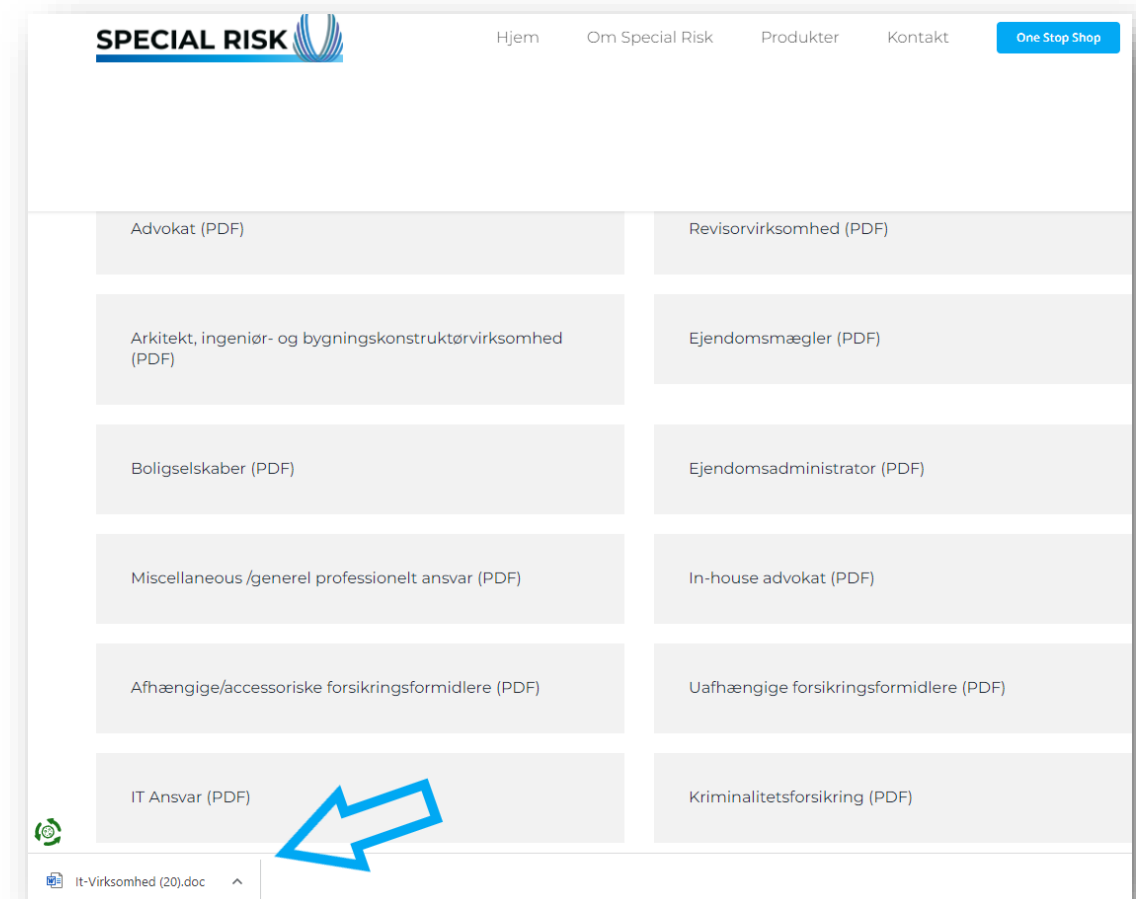 SPECIAL RISK
Hjem Om Special Risk Produkter Kontakt One Stop Shop
Advokat (PDF)
Revisorvirksomhed (PDF)
Arkitekt, ingeniør- og bygningskonstruktørvirksomhed
(PDF)
Ejendomsmægler (PDF)
Boligselskaber (PDF)
Ejendomsadministrator (PDF)
Miscellaneous /generel professionelt ansvar (PDF)
In-house advokat (PDF)
Afhængige/accessoriske forsikringsformidlere (PDF)
Uafhængige forsikringsformidlere (PDF)
IT Ansvar (PDF)
Kriminalitetsforsikring (PDF)
It-Virksomhed (20).doc